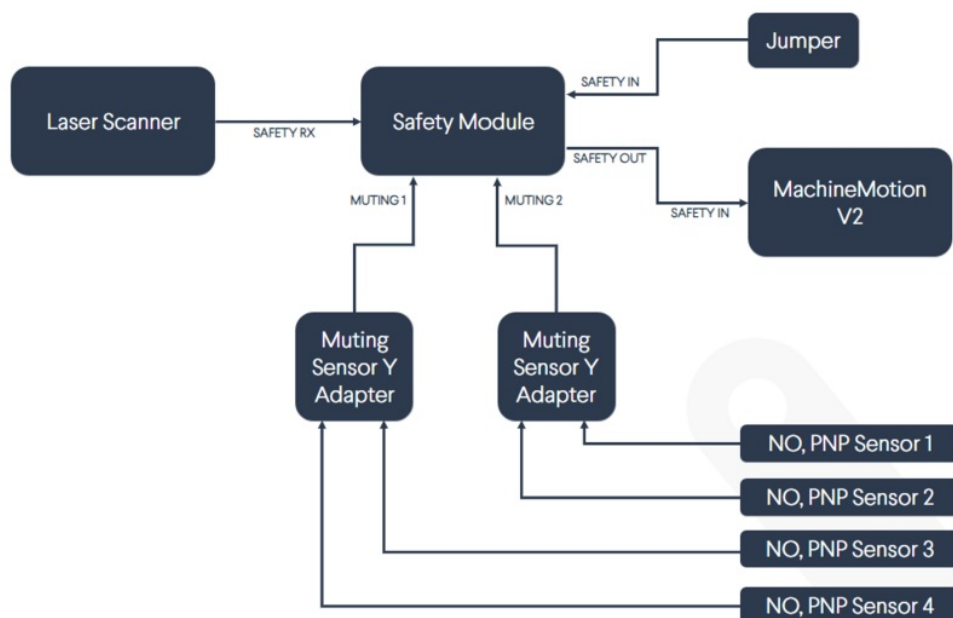 Jumper
SAFETY IN
Laser Scanner
SAFETY RX
Safety Module
SAFETY OUT
MachineMotion
V2
SAFETY IN
MUTING 1
MUTING 2
Muting
Sensor Y
Adapter
Muting
Sensor Y
Adapter
NO, PNP Sensor 1
NO, PNP Sensor 2
NO, PNP Sensor 3
NO, PNP Sensor 4